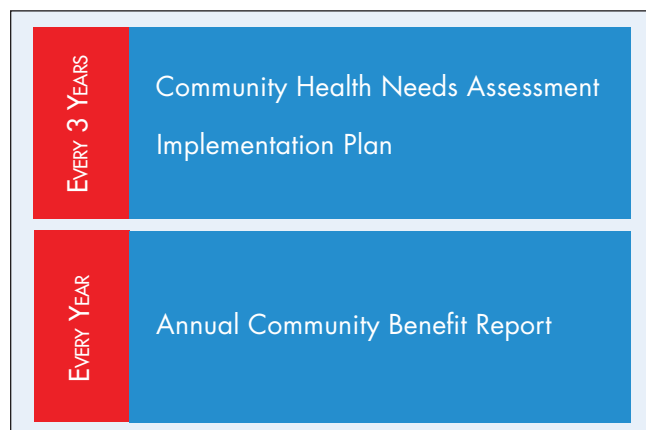 Every 3 Years
Community Health Needs Assessment
Implementation Plan
Every Year
Annual Community Benefit Report